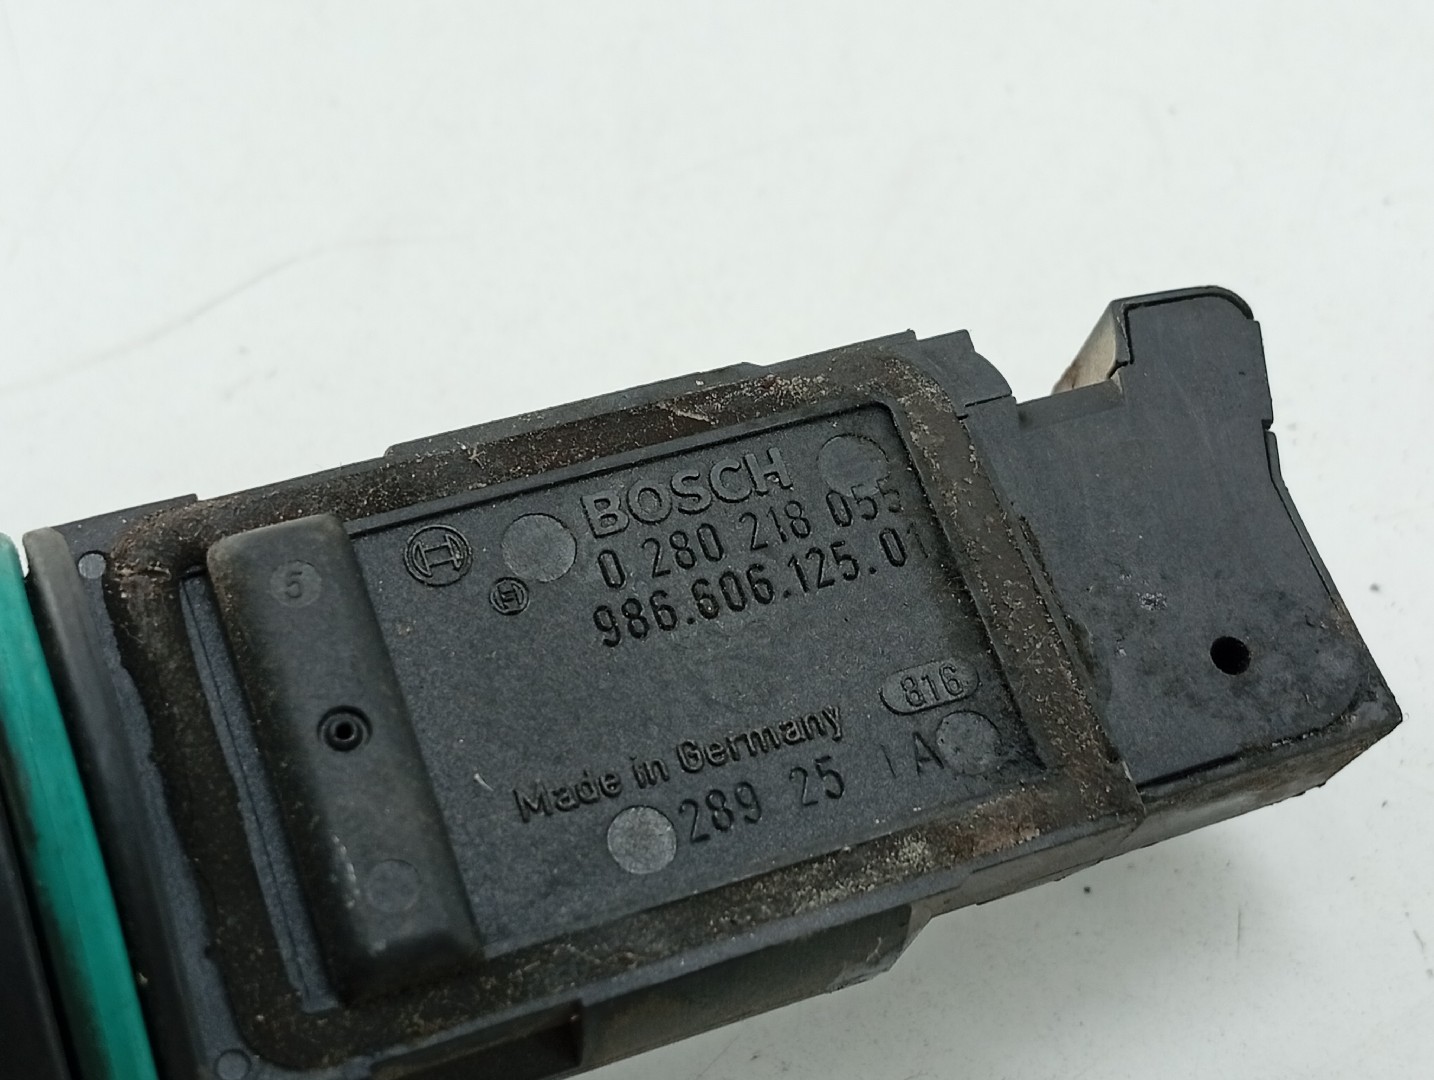 BOSCH
0 280 218 055
986.606.125.01
5
816
Made in Germany
289 25 1A